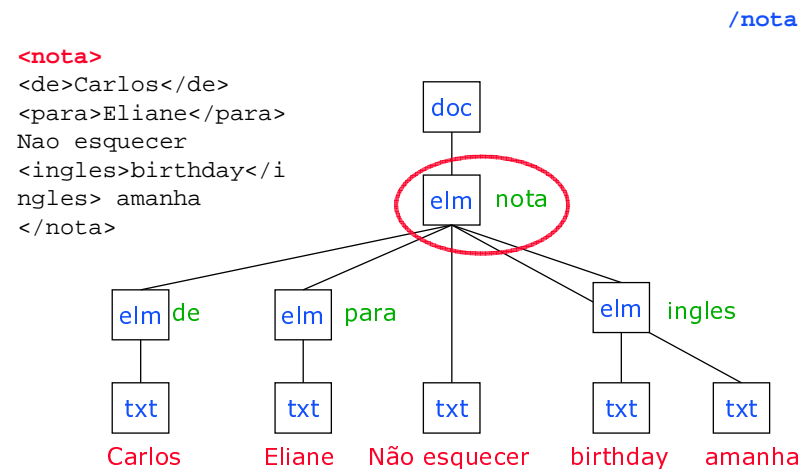 /nota
<nota>
<de>Carlos</de>
<para>Eliane</para>
Nao esquecer
<ingles>birthday</i
ngles> amanha
</nota>
doc
elm nota
elm de elm para elm ingles
txt txt txt txt txt
Carlos Eliane Não esquecer birthday amanha